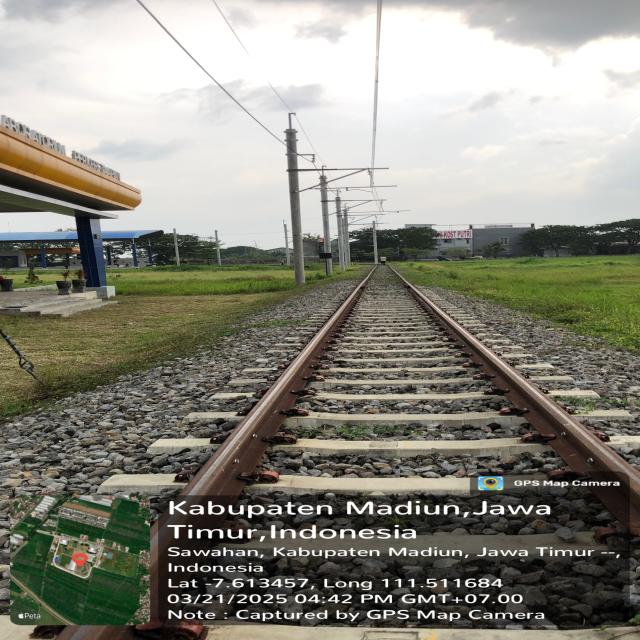 N-KOST PUTRI
GPS Map Camera
Kabupaten Madiun,Jawa
Timur,Indonesia
Sawahan, Kabupaten Madiun, Jawa Timur --,
Indonesia
Lat -7.613457, Long 111.511684
03/21/2025 04:42 PM GMT+07.00
Note : Captured by GPS Map Camera
Peta